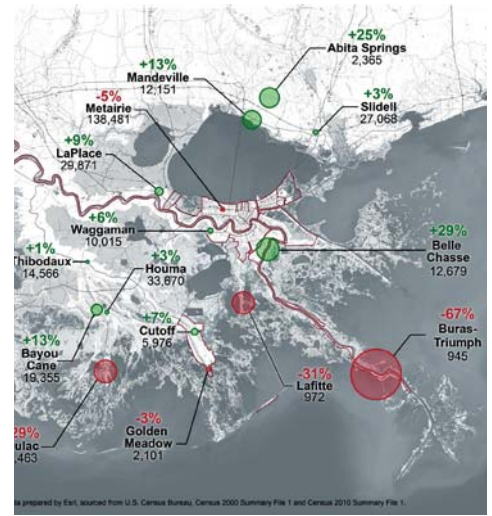 +25%
Abita Springs
2,365
+13%
Mandeville
12,151
-5%
Metairie
138,481
+3%
Slidell
27,068
+9%
LaPlace
29,871
+6%
Waggaman
10,015
+29%
Belle
Chasse
12,679
+1%
Thibodaux
14,566
+3%
Houma
33,670
-67%
Buras-
Triumph
945
+7%
Cutoff
5,976
+13%
Bayou
Cane
19,355
-31%
Lafitte
972
29%
ulac
,463
-3%
Golden
Meadow
2,101
ta prepared by Esri, sourced from U.S. Census Bureau, Census 2000 Summary File 1 and Census 2010 Summary File 1.